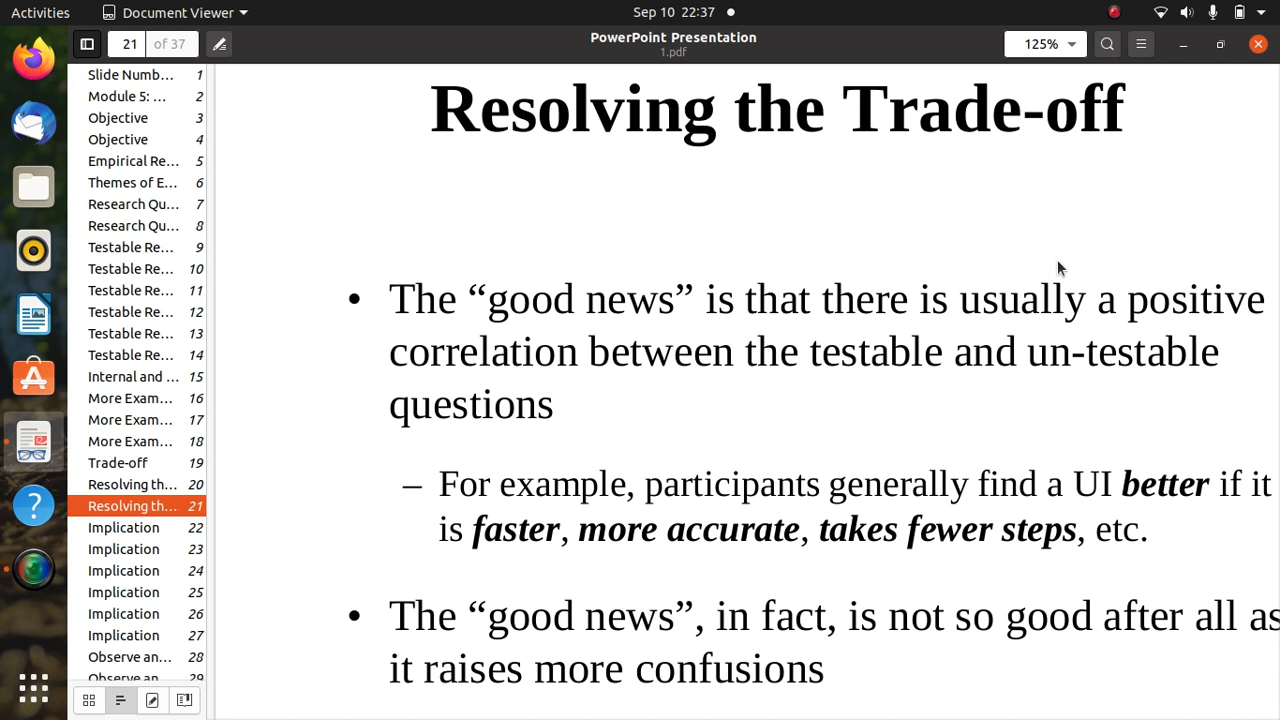 Activities
Document Viewer
Sep 10 22:37
21 of 37
PowerPoint Presentation
1.pdf
125%
Slide Numb... 1
Module 5: ... 2
Objective 3
Objective 4
Empirical Re... 5
Themes of E... 6
Research Qu... 7
Research Qu... 8
Testable Re... 9
Testable Re... 10
Testable Re... 11
Testable Re... 12
Testable Re... 13
Testable Re... 14
Internal and ... 15
More Exam... 16
More Exam... 17
More Exam... 18
Trade-off 19
Resolving th... 20
Resolving th... 21
Implication 22
Implication 23
Implication 24
Implication 25
Implication 26
Implication 27
Observe an... 28
Observe an... 29
Resolving the Trade-off
• The “good news” is that there is usually a positive
correlation between the testable and un-testable
questions
– For example, participants generally find a UI better if it
is faster, more accurate, takes fewer steps, etc.
• The “good news”, in fact, is not so good after all as
it raises more confusions